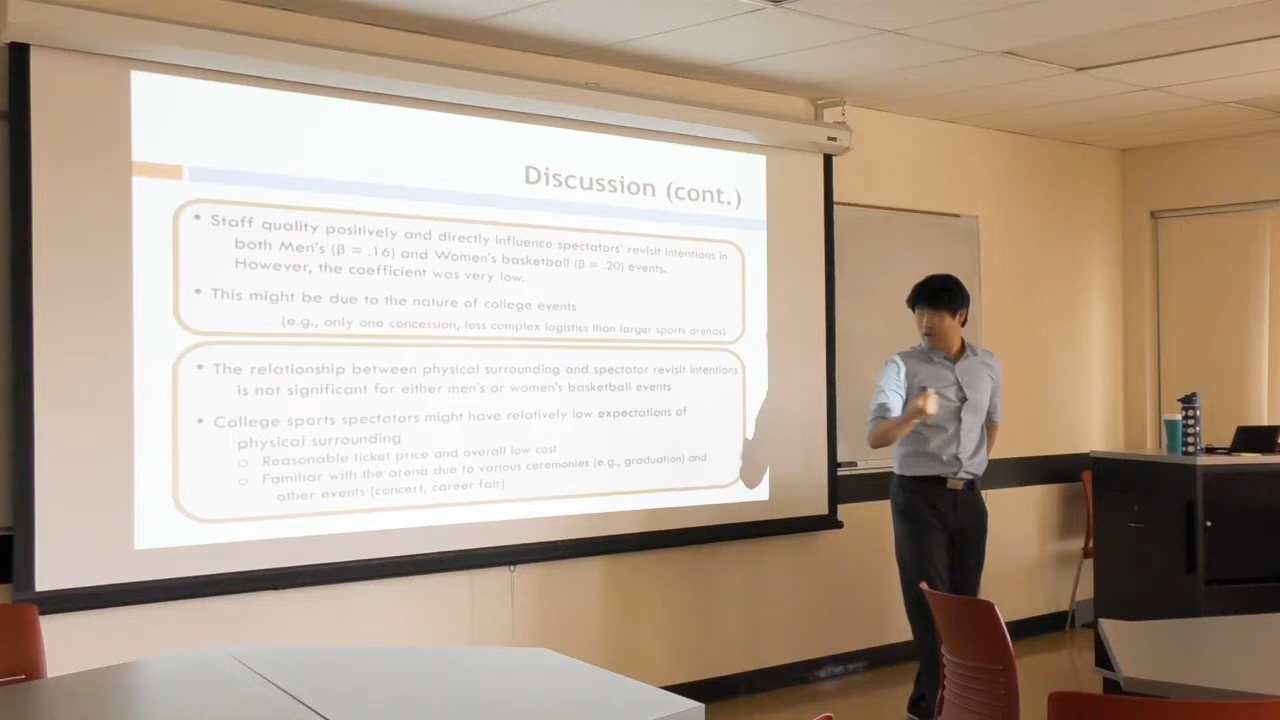 Discussion (cont.)
• Staff quality positively and directly influence spectators' revisit intentions in
both Men's (β = .16) and Women's basketball (β = .20) events.
However, the coefficient was very low.
• This might be due to the nature of college events
(e.g., only one concession, less complex logistics than larger sports arenas)
• The relationship between physical surrounding and spectator revisit intentions
is not significant for either men's or women's basketball events
• College sports spectators might have relatively low expectations of
physical surrounding
○ Reasonable ticket price and overall low cost
○ Familiar with the arena due to various ceremonies (e.g., graduation) and
other events (concert, career fair)